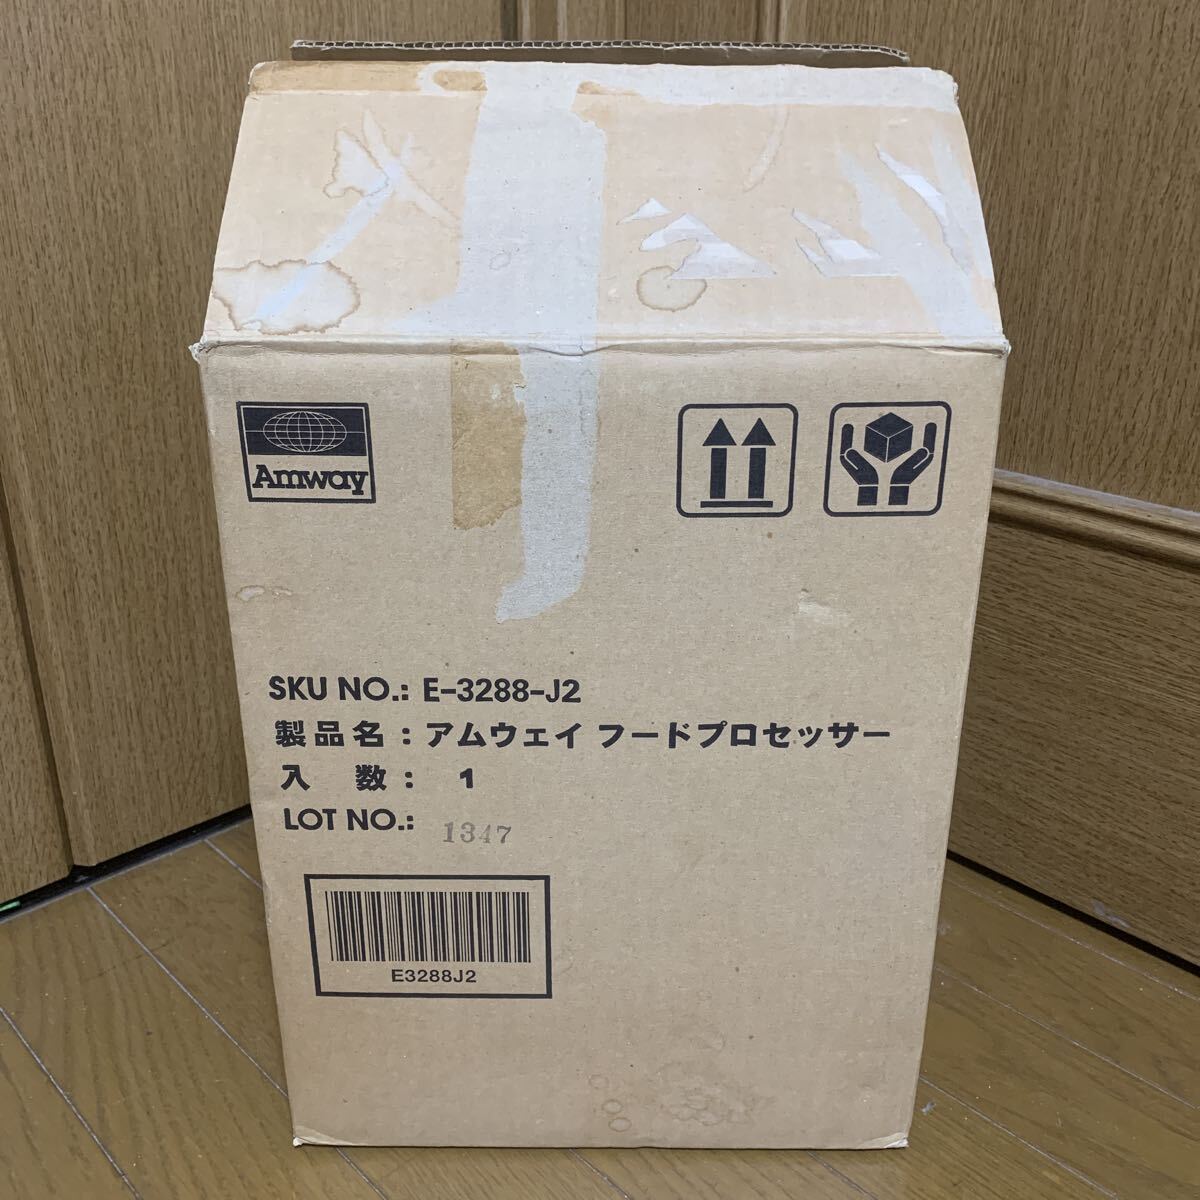 Amway
SKU NO.: E-3288-J2
製品名 : アムウェイ フードプロセッサー
入 数 : 1
LOT NO.: 1347
E3288J2